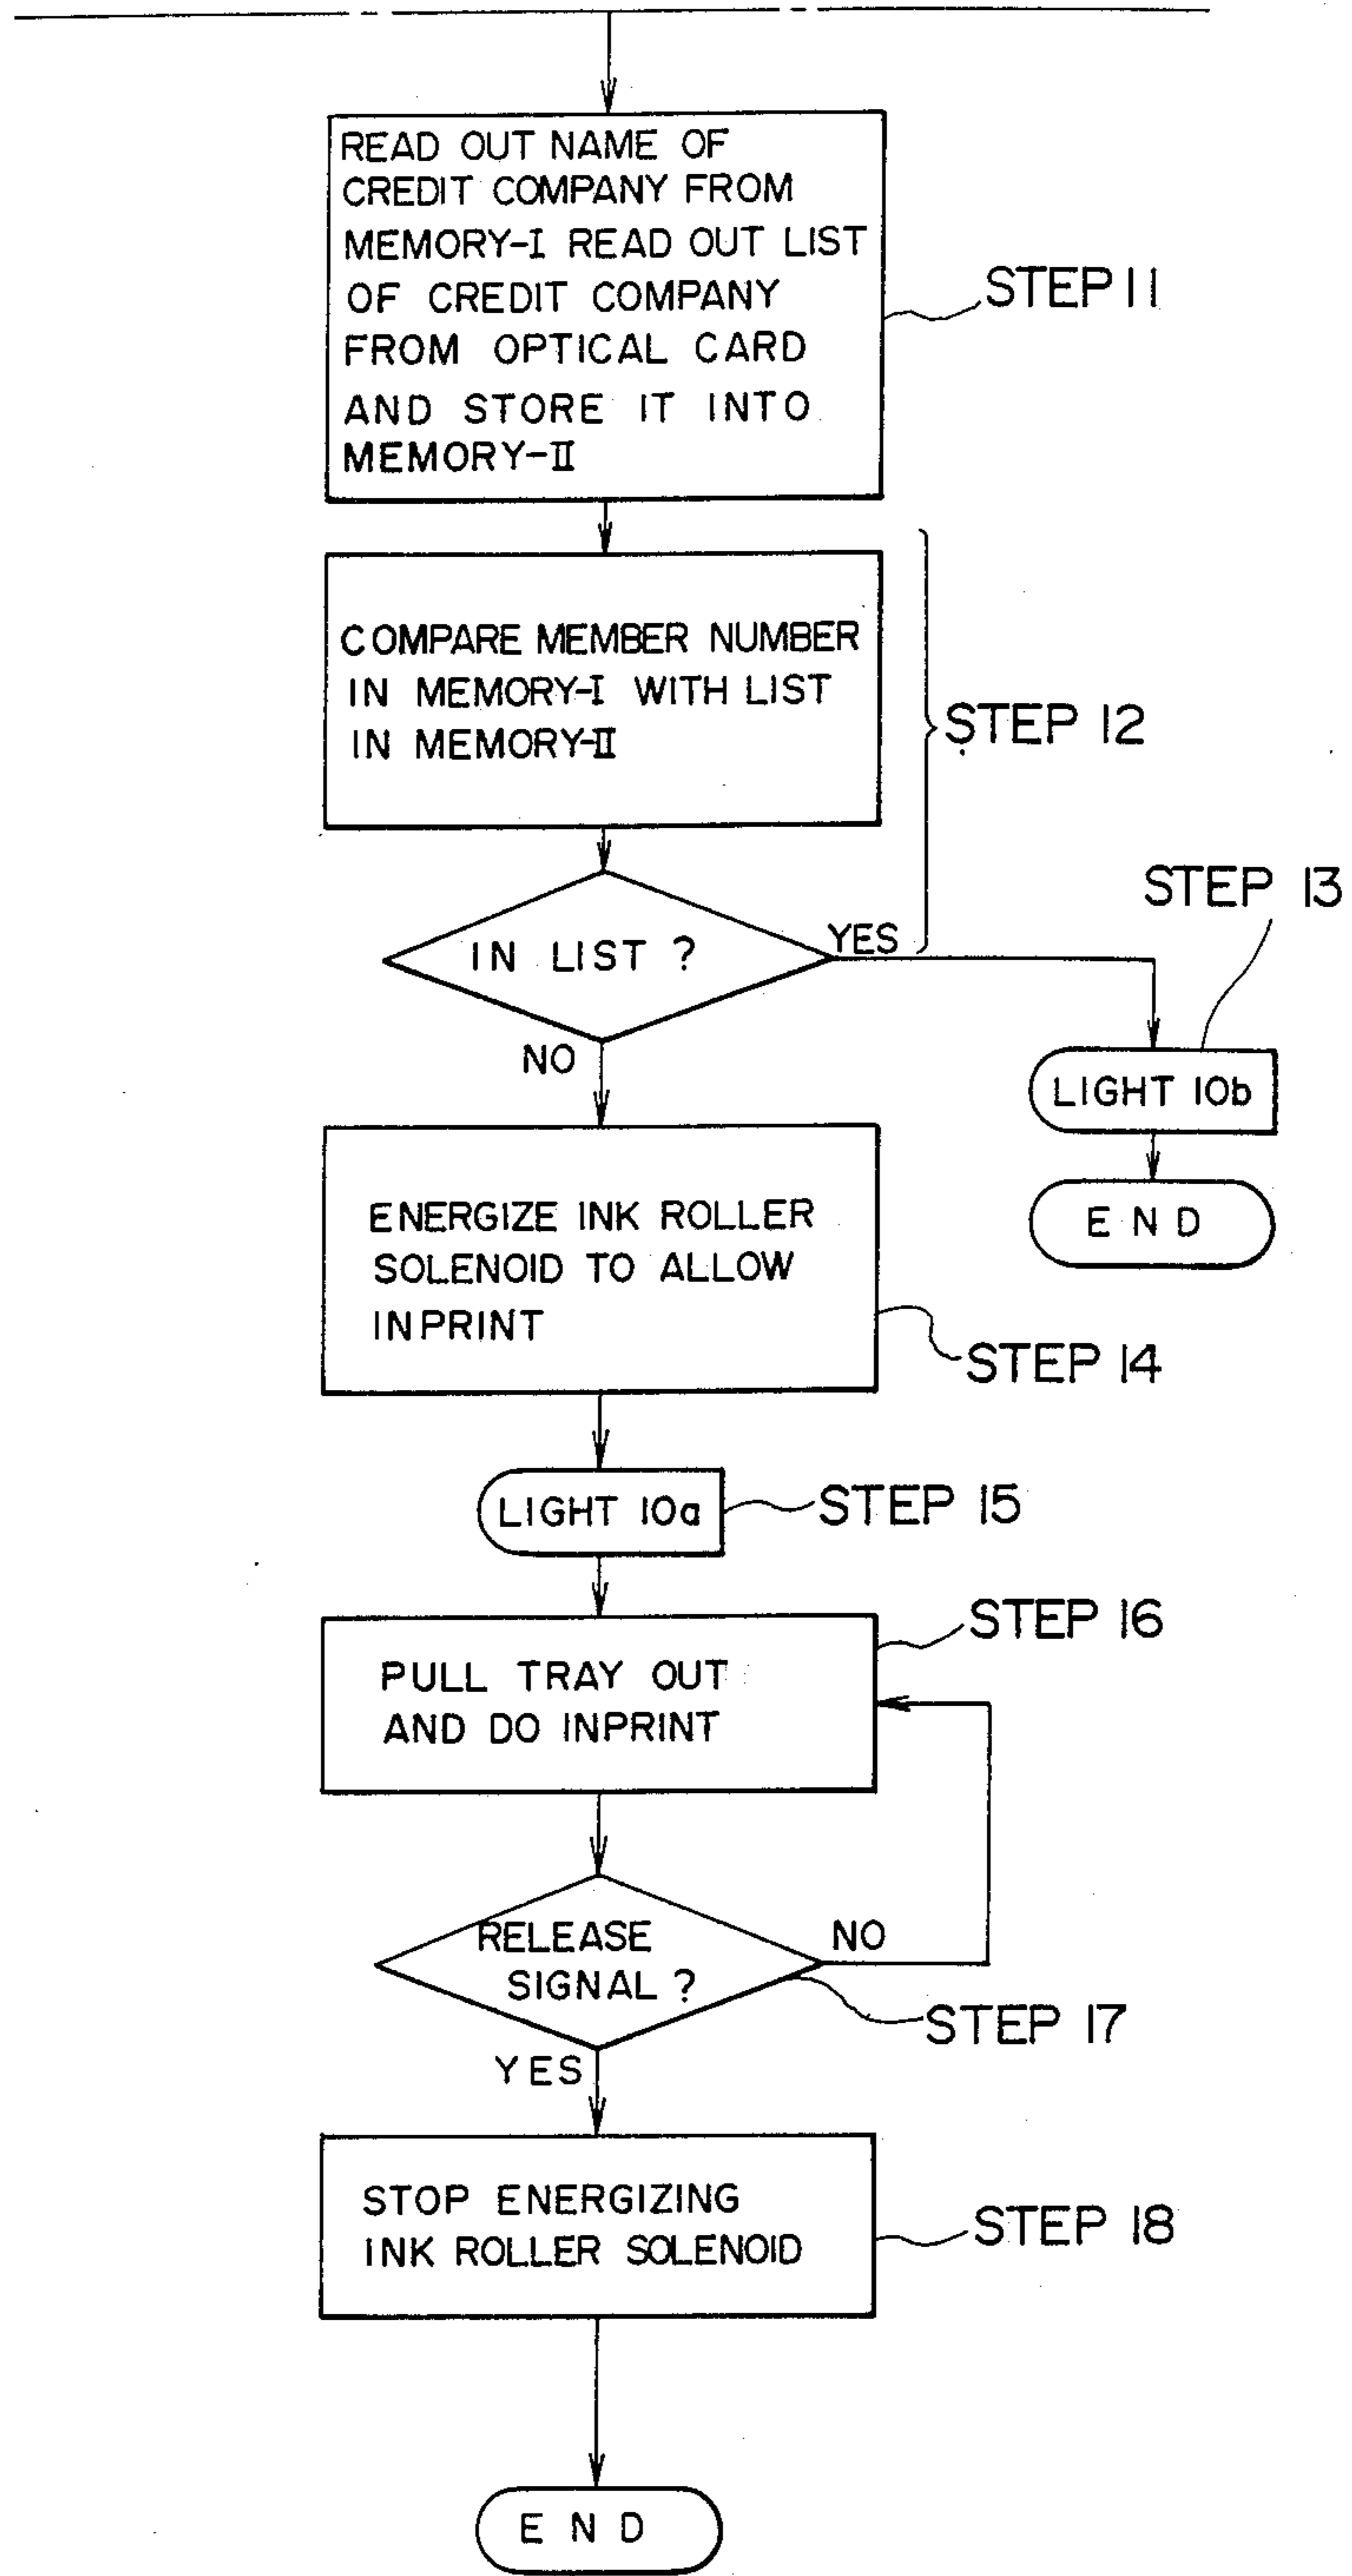 READ OUT NAME OF
CREDIT COMPANY FROM
MEMORY-I READ OUT LIST
OF CREDIT COMPANY
FROM OPTICAL CARD
AND STORE IT INTO
MEMORY-II
STEP 11
COMPARE MEMBER NUMBER
IN MEMORY-I WITH LIST
IN MEMORY-II
STEP 12
IN LIST ?
YES
NO
STEP 13
LIGHT 10b
END
ENERGIZE INK ROLLER
SOLENOID TO ALLOW
INPRINT
STEP 14
LIGHT 10a
STEP 15
PULL TRAY OUT
AND DO INPRINT
STEP 16
RELEASE
SIGNAL ?
NO
STEP 17
YES
STOP ENERGIZING
INK ROLLER SOLENOID
STEP 18
END